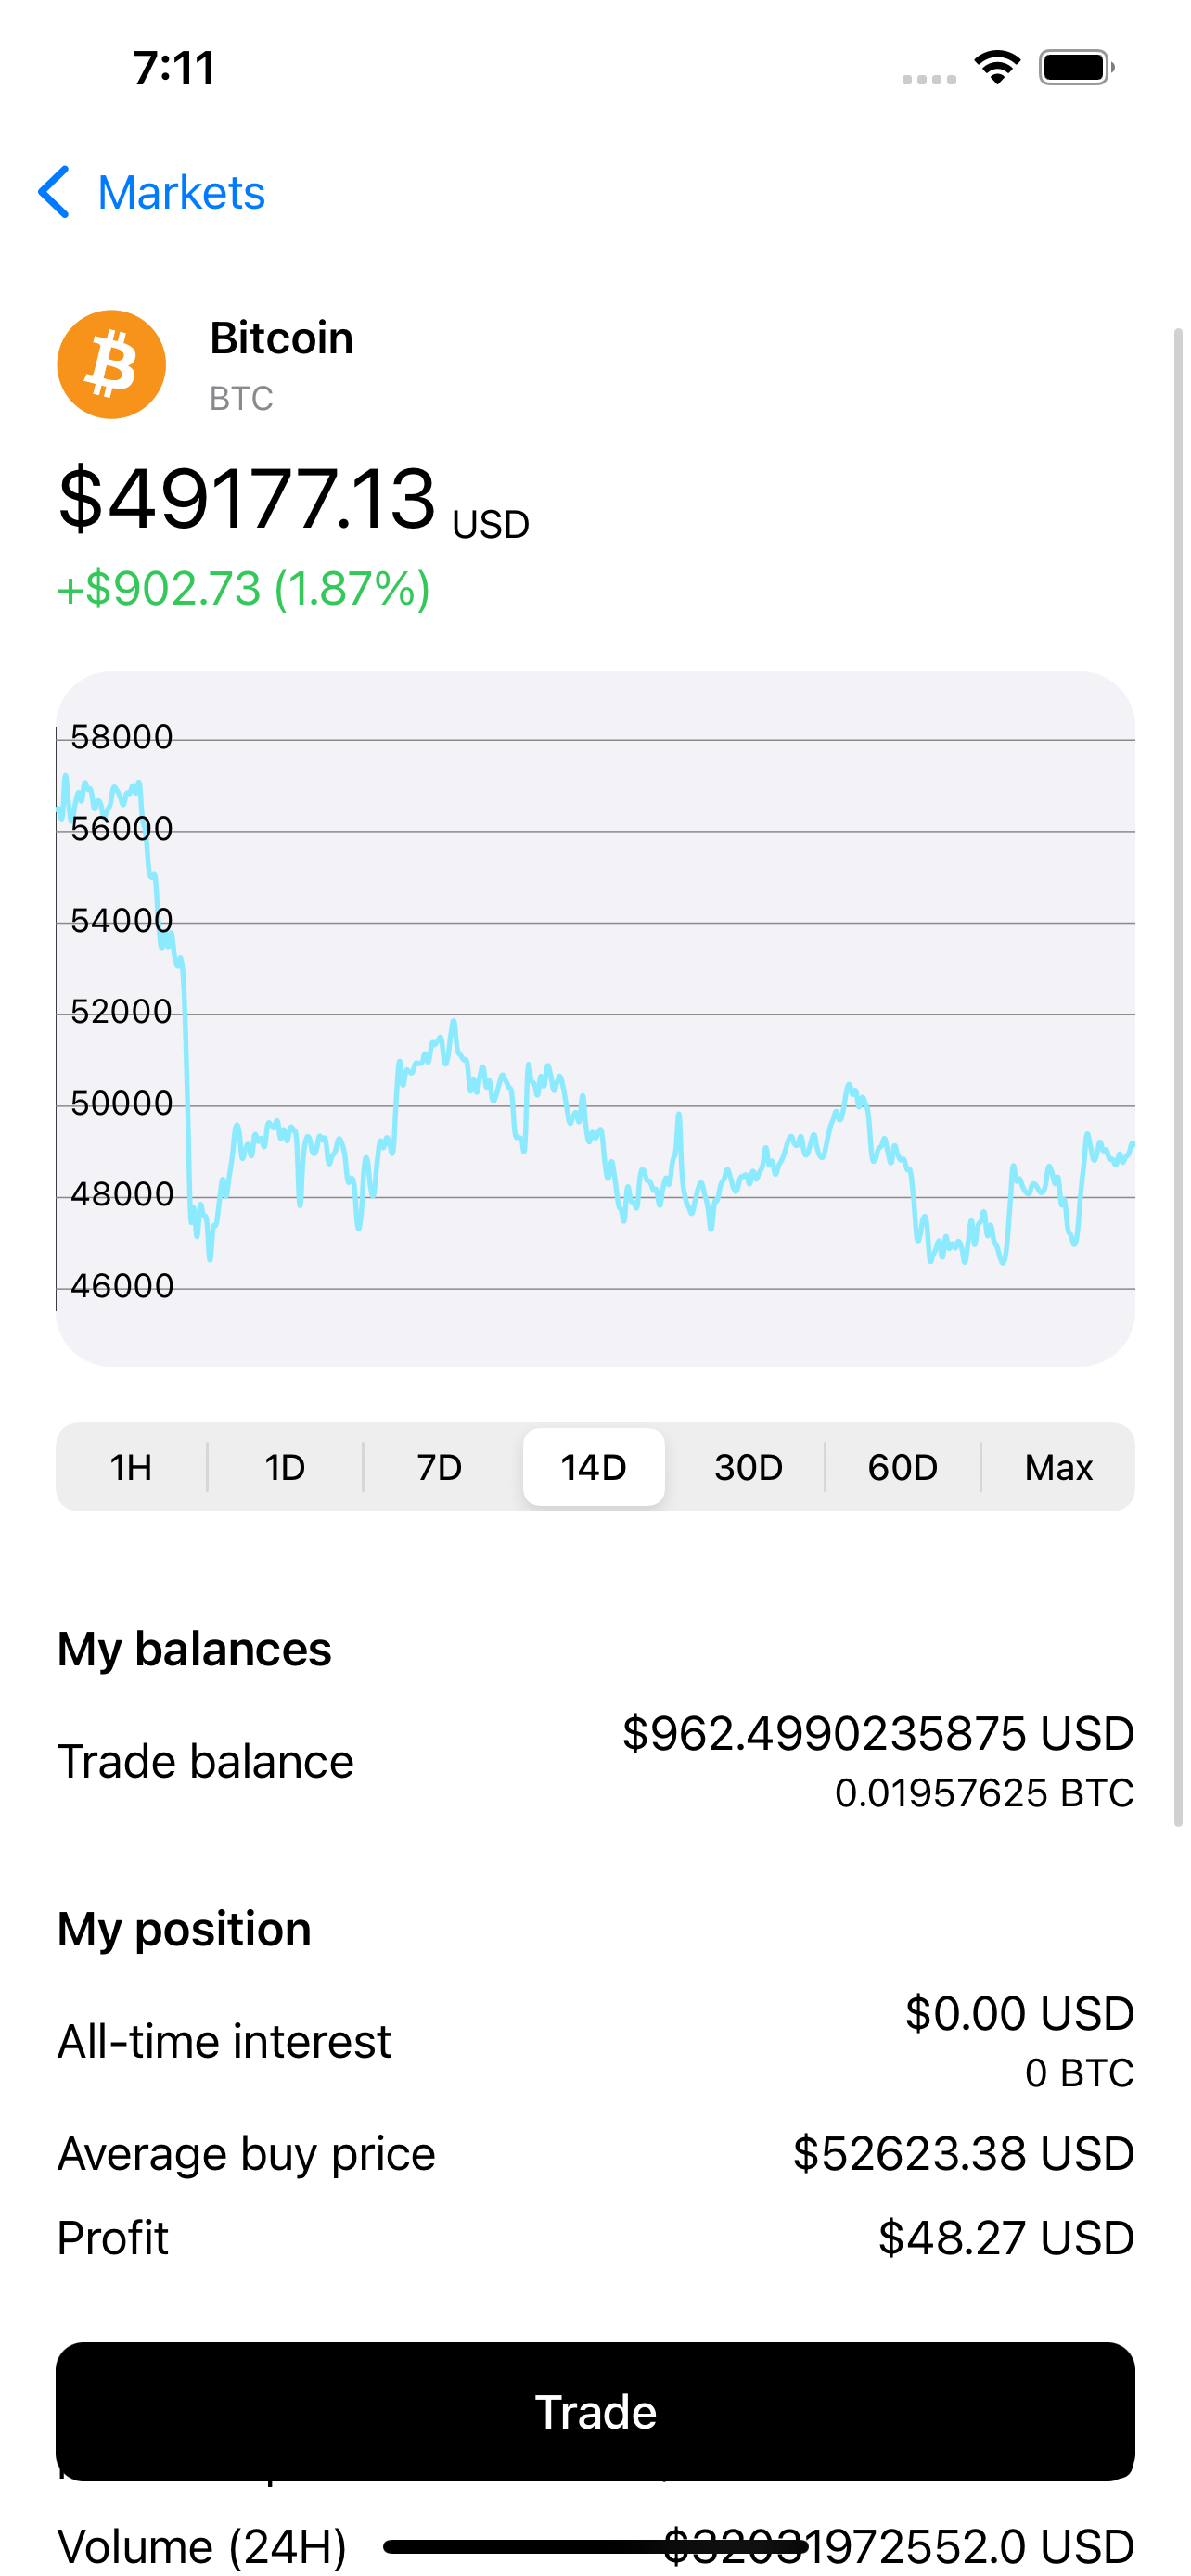 7:11
Markets
Bitcoin
BTC
$49177.13 USD
+$902.73 (1.87%)
58000
56000
54000
52000
50000
48000
46000
1H 1D 7D 14D 30D 60D Max
My balances
Trade balance
$962.4990235875 USD
0.01957625 BTC
My position
All-time interest
$0.00 USD
0 BTC
Average buy price $52623.38 USD
Profit $48.27 USD
Trade
Volume (24H) $32031972552.0 USD